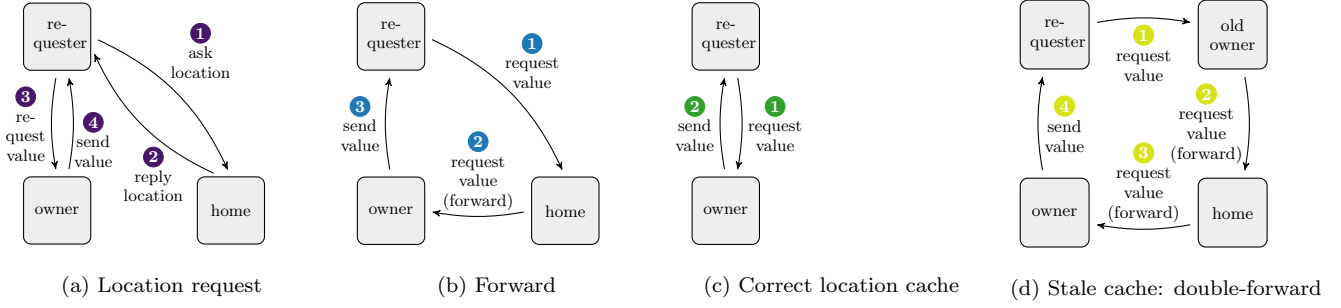 re-
quester
1
ask
location
3
re-
quest
value
4
send
value
2
reply
location
owner
home
(a) Location request
re-
quester
1
request
value
3
send
value
2
request
value
(forward)
owner
home
(b) Forward
re-
quester
2
send
value
1
request
value
owner
(c) Correct location cache
re-
quester
old
owner
1
request
value
2
request
value
(forward)
4
send
value
3
request
value
(forward)
owner
home
(d) Stale cache: double-forward